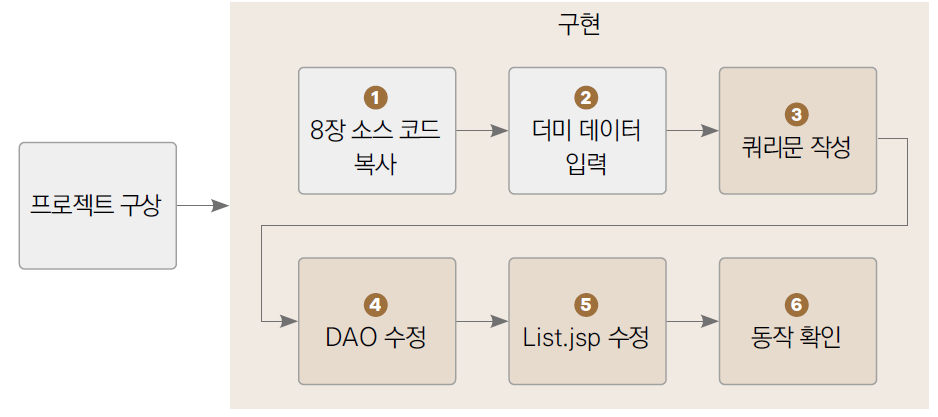 구현
프로젝트 구상
1
8장 소스 코드
복사
2
더미 데이터
입력
3
쿼리문 작성
4
DAO 수정
5
List.jsp 수정
6
동작 확인